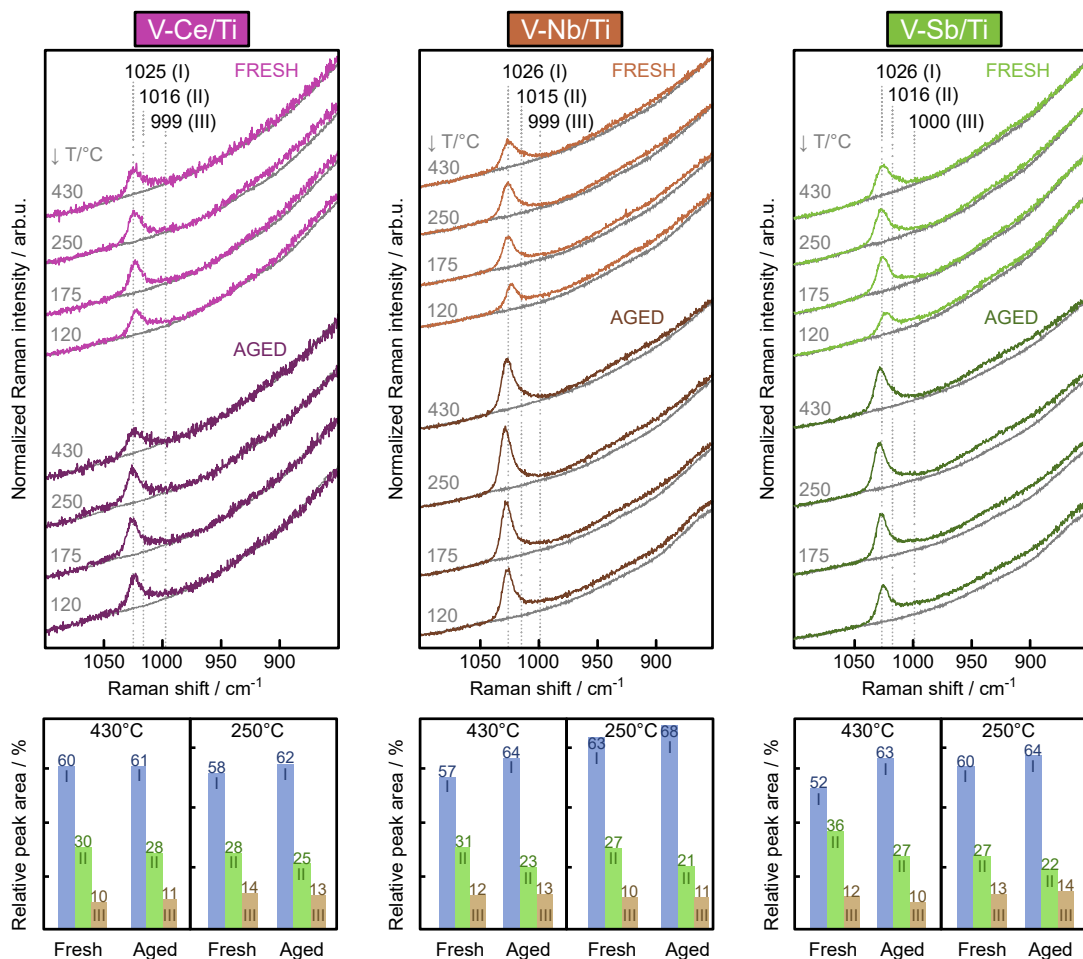 V-Ce/Ti
1025 (I)
FRESH
1016 (II)
999 (III)
↓ T/°C
430
250
175
120
AGED
430
250
175
120
Normalized Raman intensity / arb.u.
1050 1000 950 900
Raman shift / cm⁻¹
V-Nb/Ti
1026 (I)
FRESH
1015 (II)
999 (III)
↓ T/°C
430
250
175
120
AGED
430
250
175
120
Normalized Raman intensity / arb.u.
1050 1000 950 900
Raman shift / cm⁻¹
V-Sb/Ti
1026 (I)
FRESH
1016 (II)
1000 (III)
↓ T/°C
430
250
175
120
AGED
430
250
175
120
Normalized Raman intensity / arb.u.
1050 1000 950 900
Raman shift / cm⁻¹
Relative peak area / %
430°C 250°C
60 30 10 61 28 11 58 28 14 62 25 13
I II III I II III I II III I II III
Fresh Aged Fresh Aged
Relative peak area / %
430°C 250°C
57 31 12 64 23 13 63 27 10 68 21 11
I II III I II III I II III I II III
Fresh Aged Fresh Aged
Relative peak area / %
430°C 250°C
52 36 12 63 27 10 60 27 13 64 22 14
I II III I II III I II III I II III
Fresh Aged Fresh Aged